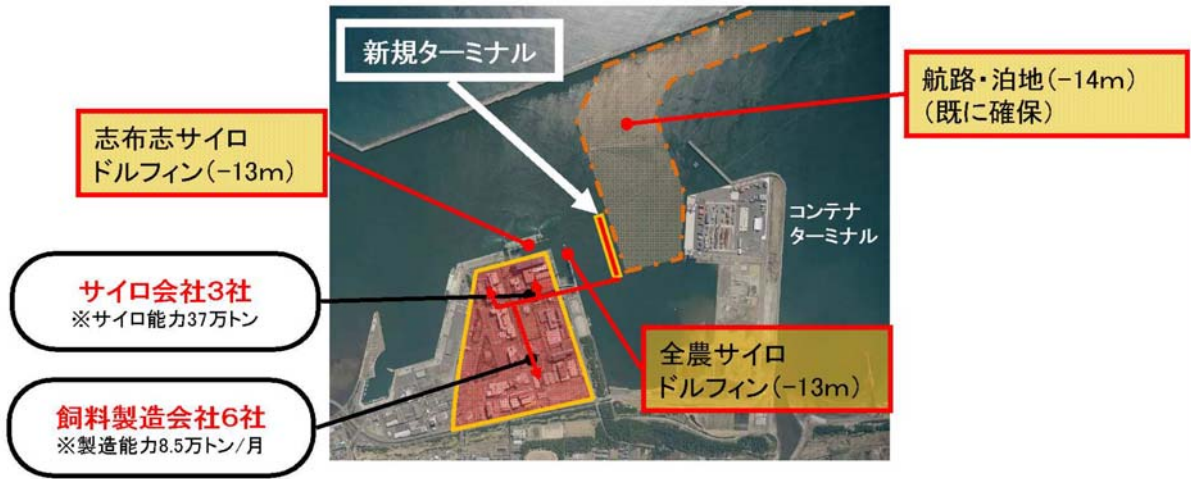 新規ターミナル
航路・泊地(-14m)
(既に確保)
志布志サイロ
ドルフィン(-13m)
コンテナ
ターミナル
サイロ会社3社
※サイロ能力37万トン
全農サイロ
ドルフィン(-13m)
飼料製造会社6社
※製造能力8.5万トン/月